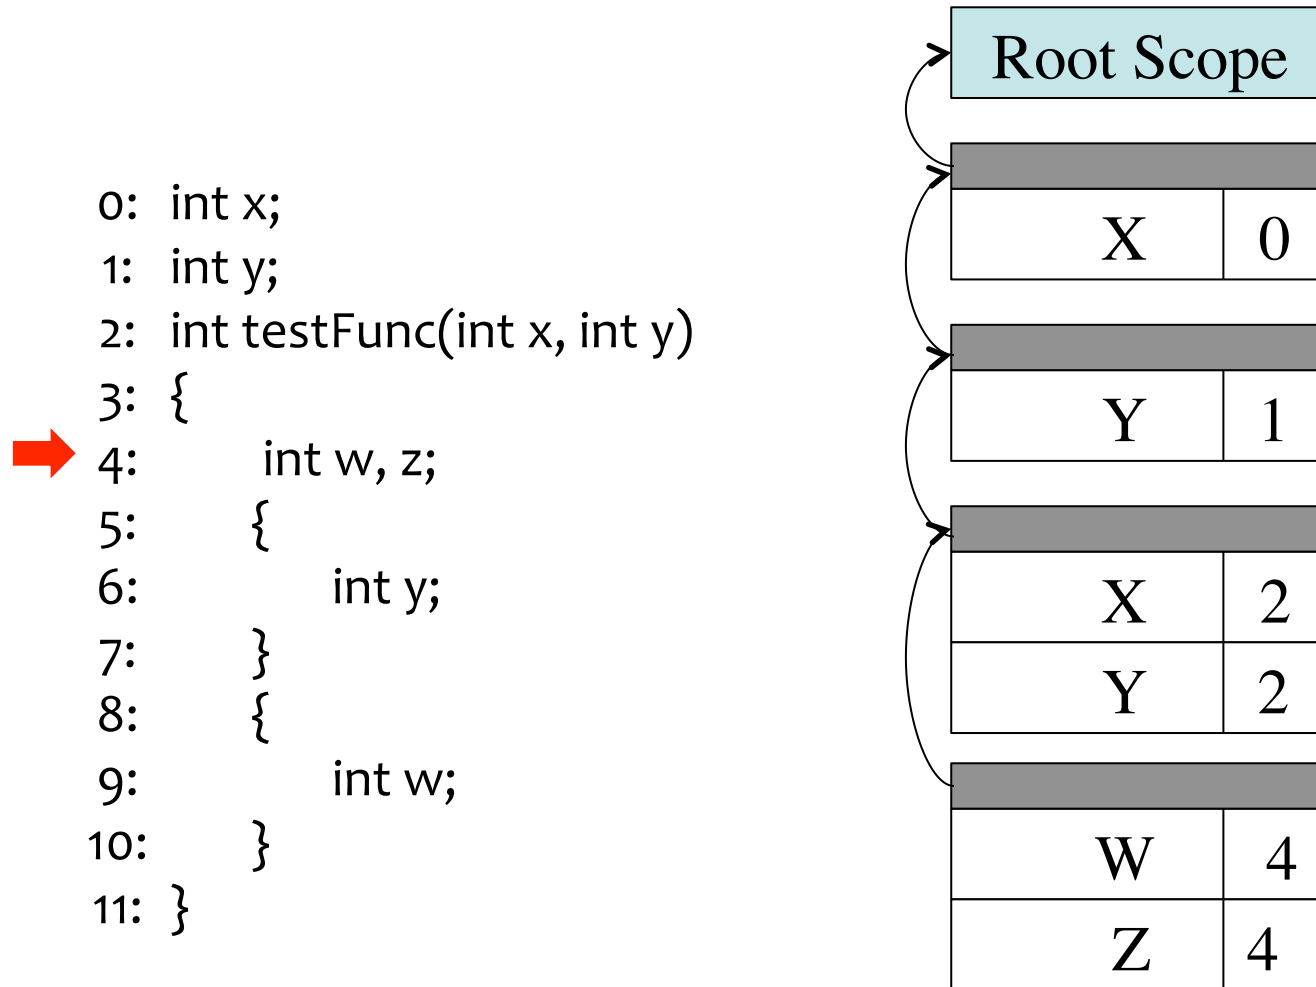 0: int x;
1: int y;
2: int testFunc(int x, int y)
3: {
4: int w, z;
5: {
6: int y;
7: }
8: {
9: int w;
10: }
11: }
Root Scope
X 0
Y 1
X 2
Y 2
W 4
Z 4